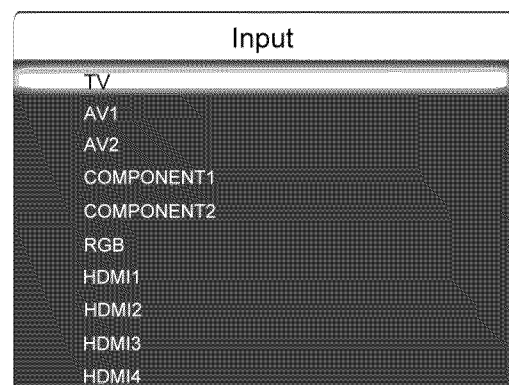 Input
TV
AV1
AV2
COMPONENT1
COMPONENT2
RGB
HDMI1
HDMI2
HDMI3
HDMI4